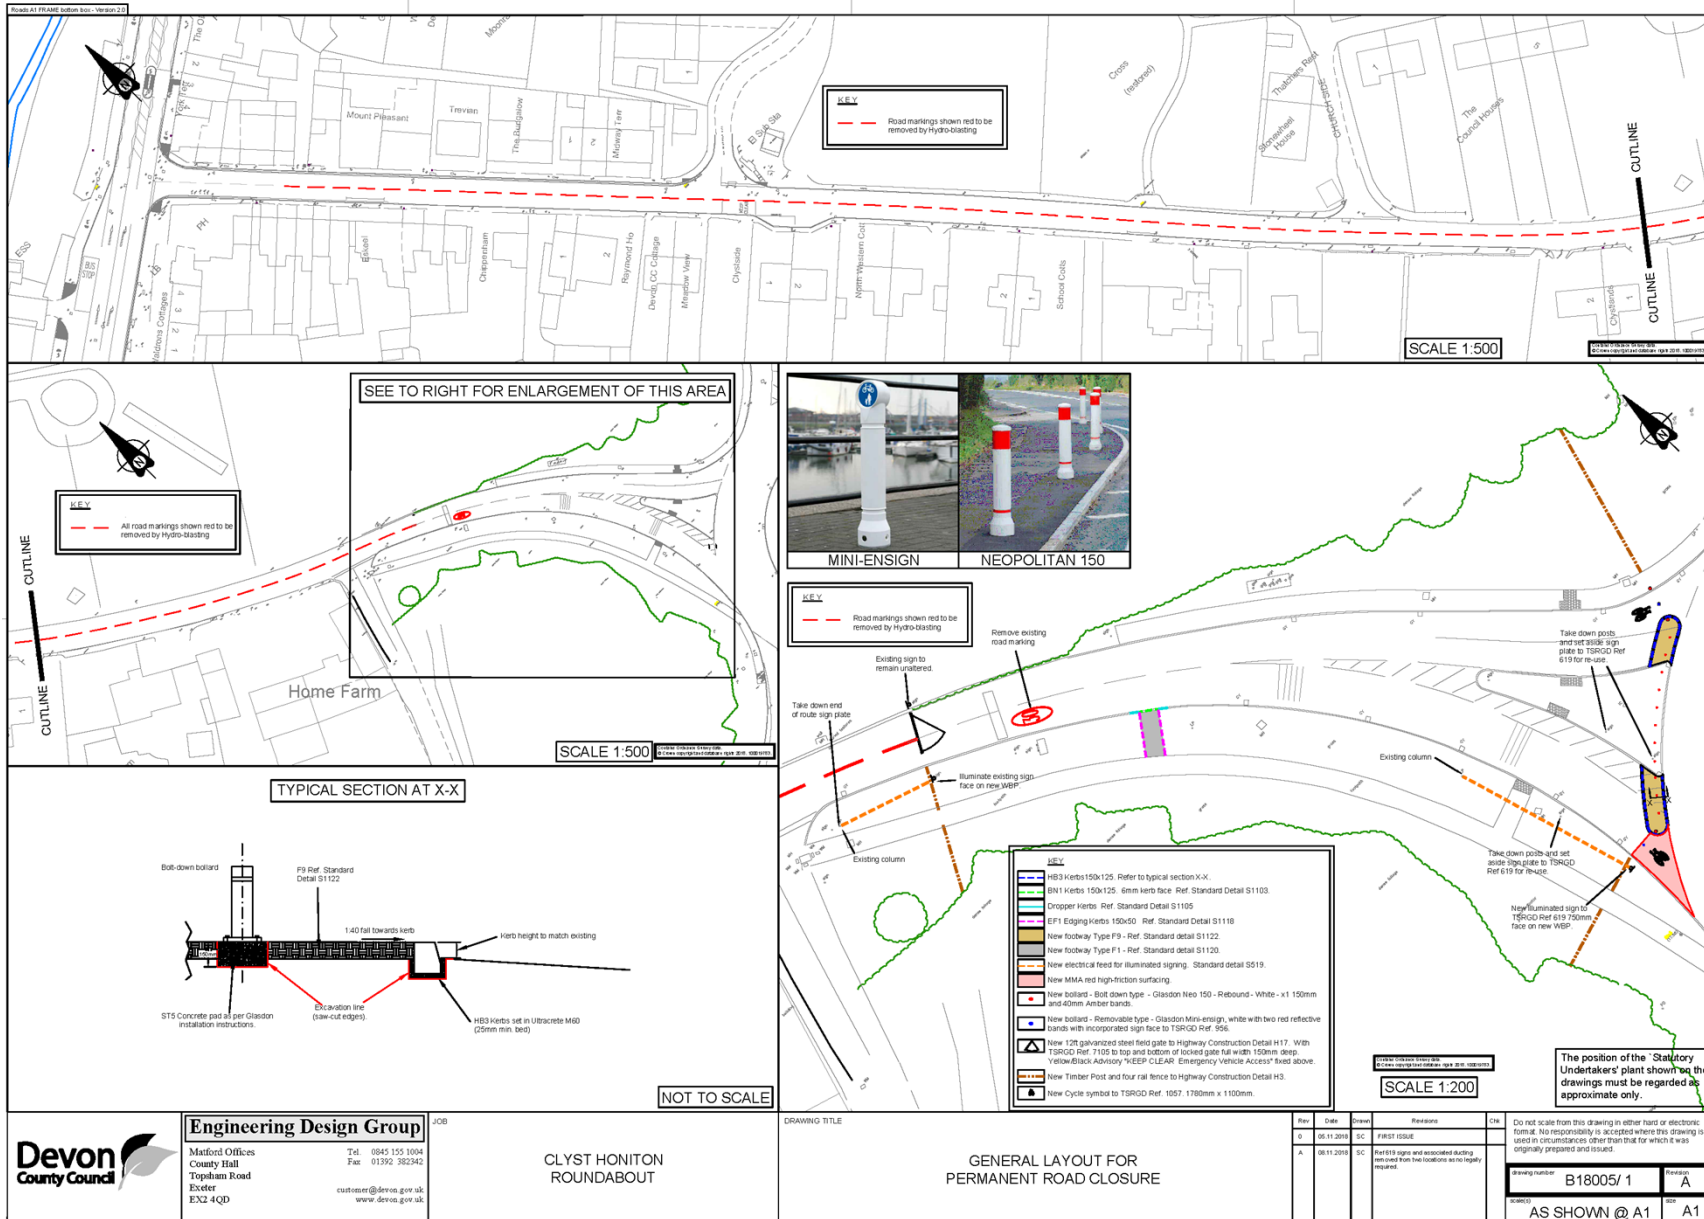 Roads A1 FRAME bottom box - Version 2.0
Mount Pleasant
Trevian
The Bungalow
Midway Terr
El Sub Sta
Cross
(restored)
Thatchers Rest
Stonewheel
House
CHURCH SIDE
The
Council Houses
KEY
Road markings shown red to be
removed by Hydro-blasting
ESS
PH
LB
BUS
STOP
Waldrons Cottages
Chippenham
Raymond Ho
Devon CC Cottage
Meadow View
Clystside
North Western Cott
School Cotts
Clystlands
CUTLINE
CUTLINE
SCALE 1:500
SEE TO RIGHT FOR ENLARGEMENT OF THIS AREA
KEY
All road markings shown red to be
removed by Hydro-blasting
CUTLINE
CUTLINE
Home Farm
SCALE 1:500
MINI-ENSIGN
NEOPOLITAN 150
KEY
Road markings shown red to be
removed by Hydro-blasting
Remove existing
road marking
Existing sign to
remain unaltered.
Take down end
of route sign plate
Illuminate existing sign
face on new WBP.
Existing column
Existing column
Take down posts
and set aside sign
plate to TSRGD Ref
619 for re-use.
Take down posts and set
aside sign plate to TSRGD
Ref 619 for re-use.
New illuminated sign to
TSRGD Ref 619 750mm
face on new WBP.
X
X
KEY
HB3 Kerbs150x125. Refer to typical section X-X.
BN1 Kerbs 150x125. 6mm kerb face Ref. Standard Detail S1103.
Dropper Kerbs Ref. Standard Detail S1105
EF1 Edging Kerbs 150x50 Ref. Standard Detail S1118
New footway Type F9 - Ref. Standard detail S1122.
New footway Type F1 - Ref. Standard detail S1120.
New electrical feed for illuminated signing. Standard detail S519.
New MMA red high-friction surfacing.
New bollard - Bolt down type - Glasdon Neo 150 - Rebound - White - x1 150mm
and 40mm Amber bands.
New bollard - Removable type - Glasdon Mini-ensign, white with two red reflective
bands with incorporated sign face to TSRGD Ref. 956.
New 12ft galvanized steel field gate to Highway Construction Detail H17. With
TSRGD Ref. 7105 to top and bottom of locked gate full width 150mm deep.
Yellow/Black Advisory "KEEP CLEAR Emergency Vehicle Access" fixed above.
New Timber Post and four rail fence to Highway Construction Detail H3.
New Cycle symbol to TSRGD Ref. 1057. 1780mm x 1100mm.
SCALE 1:200
The position of the `Statutory
Undertakers' plant shown on the
drawings must be regarded as
approximate only.
TYPICAL SECTION AT X-X
Bolt-down bollard
F9 Ref. Standard
Detail S1122
1:40 fall towards kerb
Kerb height to match existing
150mm
Excavation line
(saw-cut edges)
ST5 Concrete pad as per Glasdon
installation instructions.
HB3 Kerbs set in Ultracrete M60
(25mm min. bed)
NOT TO SCALE
Devon
County Council
Engineering Design Group
Matford Offices
County Hall
Topsham Road
Exeter
EX2 4QD
Tel. 0845 155 1004
Fax 01392 382342
customer@devon.gov.uk
www.devon.gov.uk
JOB
CLYST HONITON
ROUNDABOUT
DRAWING TITLE
GENERAL LAYOUT FOR
PERMANENT ROAD CLOSURE
Rev Date Drawn Revisions Chk
0 05.11.2018 SC FIRST ISSUE
A 08.11.2018 SC Ref 619 signs and associated ducting
removed from two locations as no legally
required.
Do not scale from this drawing in either hard or electronic
format. No responsibility is accepted where this drawing is
used in circumstances other than that for which it was
originally prepared and issued.
drawing number
B18005/ 1
Revision
A
scale(s)
AS SHOWN @ A1
size
A1